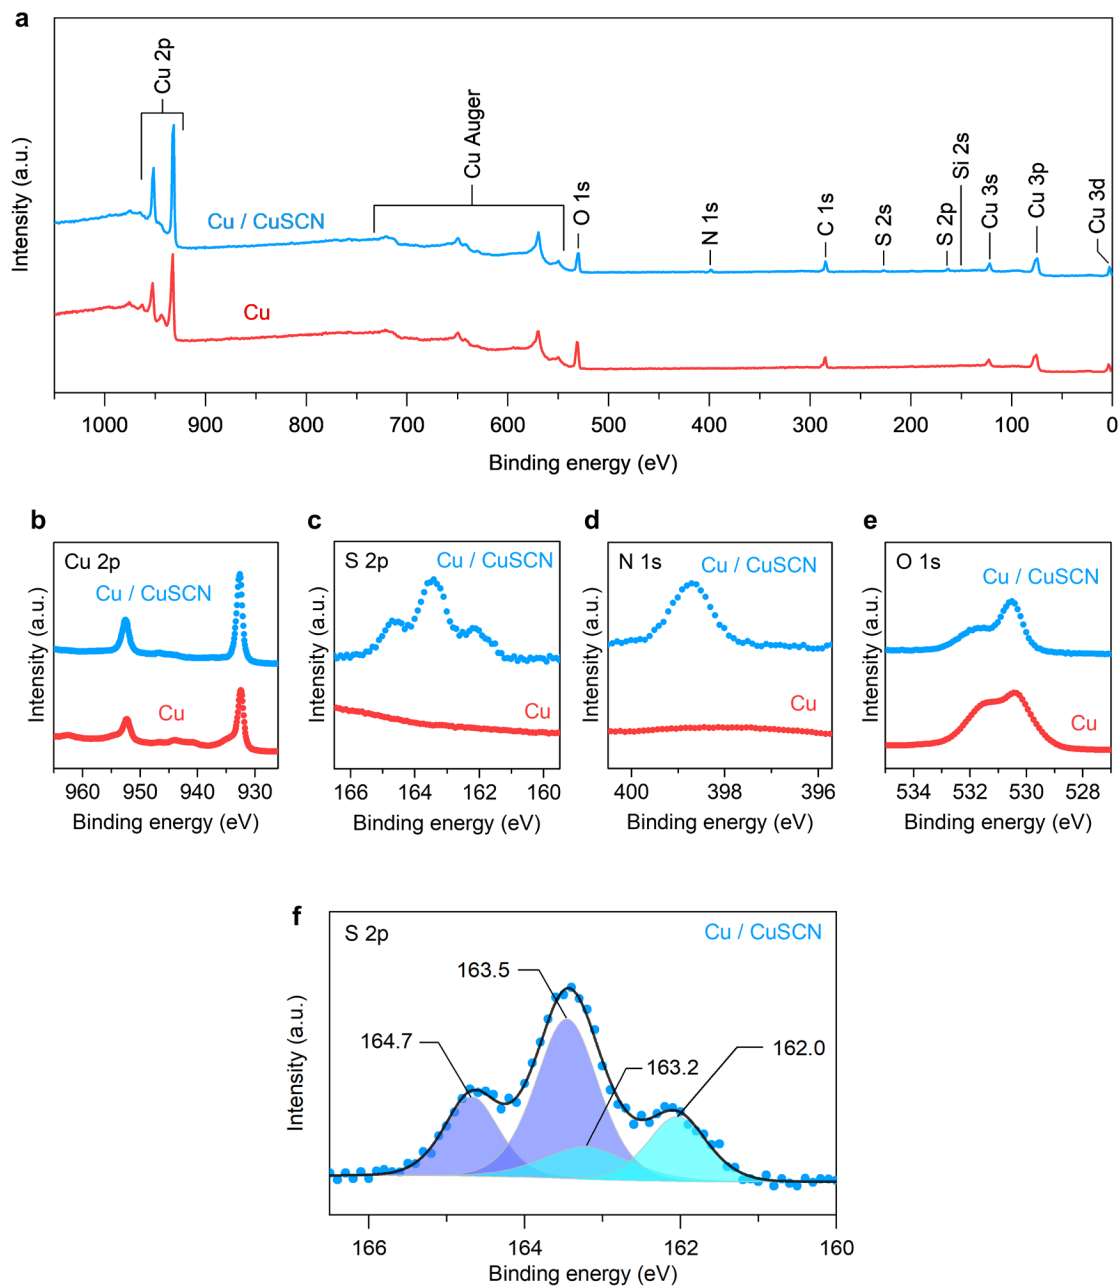 a
Intensity (a.u.)
Cu 2p
Cu Auger
O 1s
N 1s
C 1s
S 2s
S 2p
Si 2s
Cu 3s
Cu 3p
Cu 3d
Cu / CuSCN
Cu
1000 900 800 700 600 500 400 300 200 100 0
Binding energy (eV)
b
Cu 2p
Cu / CuSCN
Cu
Intensity (a.u.)
960 950 940 930
Binding energy (eV)
c
S 2p
Cu / CuSCN
Cu
Intensity (a.u.)
166 164 162 160
Binding energy (eV)
d
N 1s
Cu / CuSCN
Cu
Intensity (a.u.)
400 398 396
Binding energy (eV)
e
O 1s
Cu / CuSCN
Cu
Intensity (a.u.)
534 532 530 528
Binding energy (eV)
f
S 2p
Cu / CuSCN
163.5
164.7
163.2
162.0
Intensity (a.u.)
166 164 162 160
Binding energy (eV)